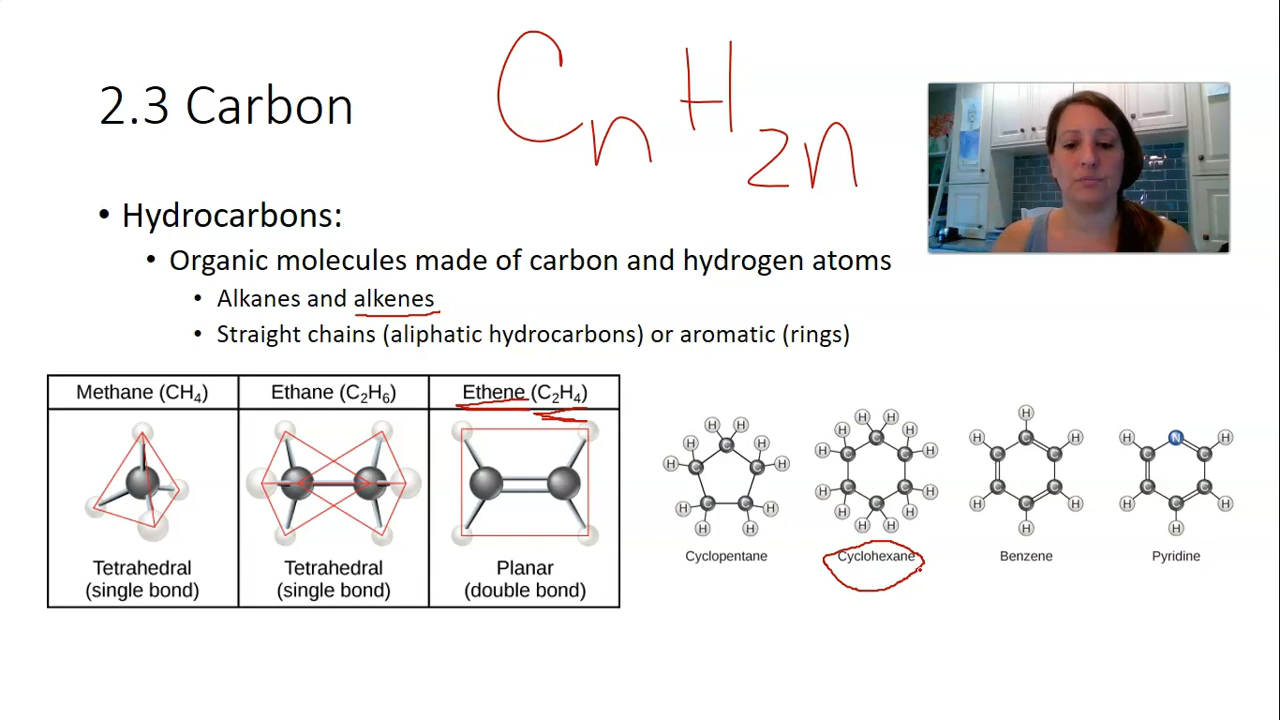 CnH2n
2.3 Carbon
• Hydrocarbons:
• Organic molecules made of carbon and hydrogen atoms
• Alkanes and alkenes
• Straight chains (aliphatic hydrocarbons) or aromatic (rings)
Methane (CH₄)
Ethane (C₂H₆)
Ethene (C₂H₄)
Tetrahedral
(single bond)
Tetrahedral
(single bond)
Planar
(double bond)
H H
H H
H C H
C C
H C C H
H H
Cyclopentane
H H
H H
H C H
C C
C C
H C H
H H
H H
Cyclohexane
H
H C H
C C
C C
H C H
H
Benzene
H N H
C C
C C
H C H
H
Pyridine